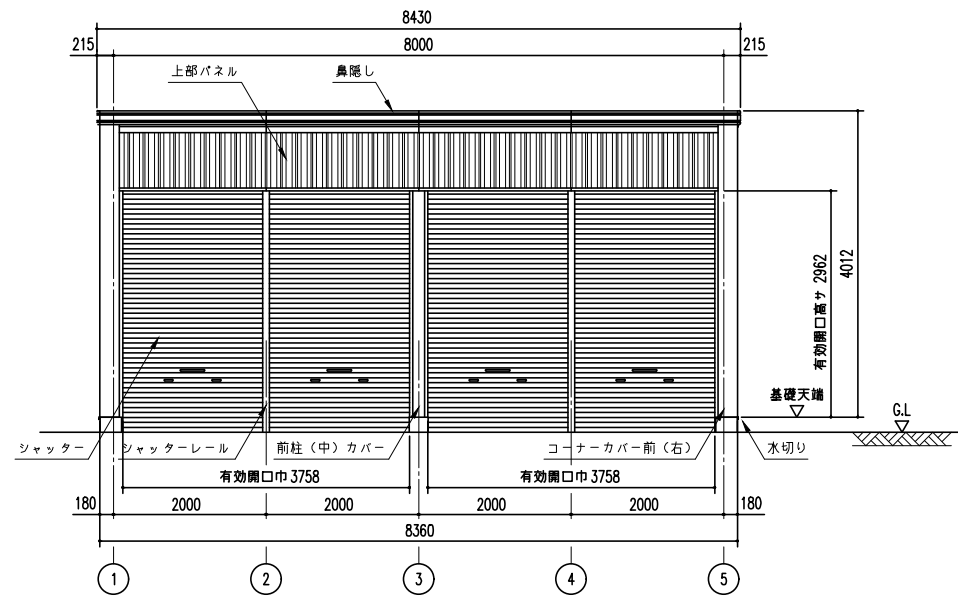 8430
215
8000
215
上部パネル
鼻隠し
有効開口高サ 2962
4012
基礎天端
G.L
シャッター
シャッターレール
前柱（中）カバー
コーナーカバー前（右）
水切り
有効開口巾 3758
有効開口巾 3758
180
2000
2000
2000
2000
180
8360
1
2
3
4
5